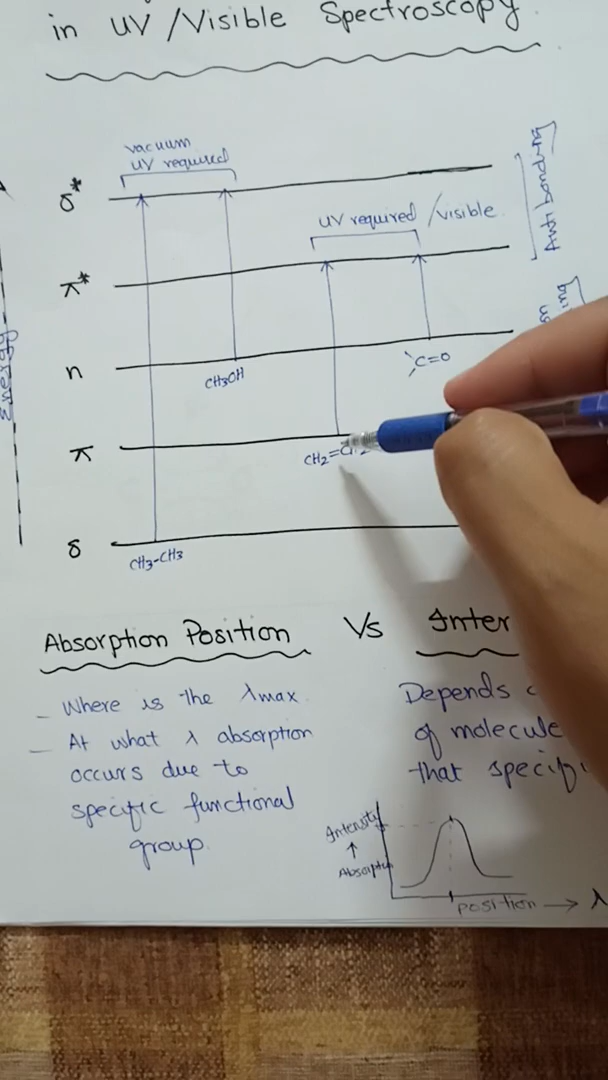 in UV/Visible Spectroscopy.
vacuum
UV required
σ*
UV required/visible
Anti bonding
π*
n
CH3OH
C=O
Energy
π
CH2=CH2
σ
CH3-CH3
Absorption Position Vs Inter
- Where is the λmax.
- At what λ absorption
occurs due to
specific functional
group.
Depends
of molecule
that specifi
Intensity
↑
position → λ